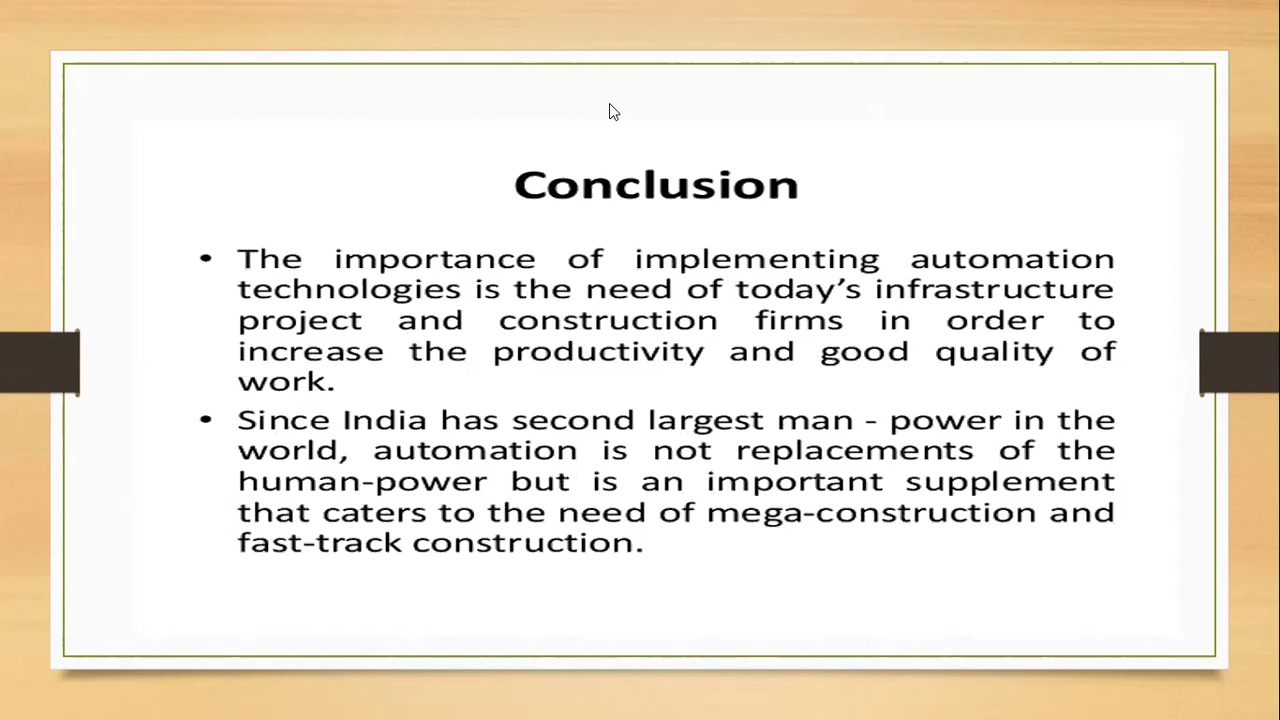 Conclusion
• The importance of implementing automation
technologies is the need of today’s infrastructure
project and construction firms in order to
increase the productivity and good quality of
work.
• Since India has second largest man - power in the
world, automation is not replacements of the
human-power but is an important supplement
that caters to the need of mega-construction and
fast-track construction.